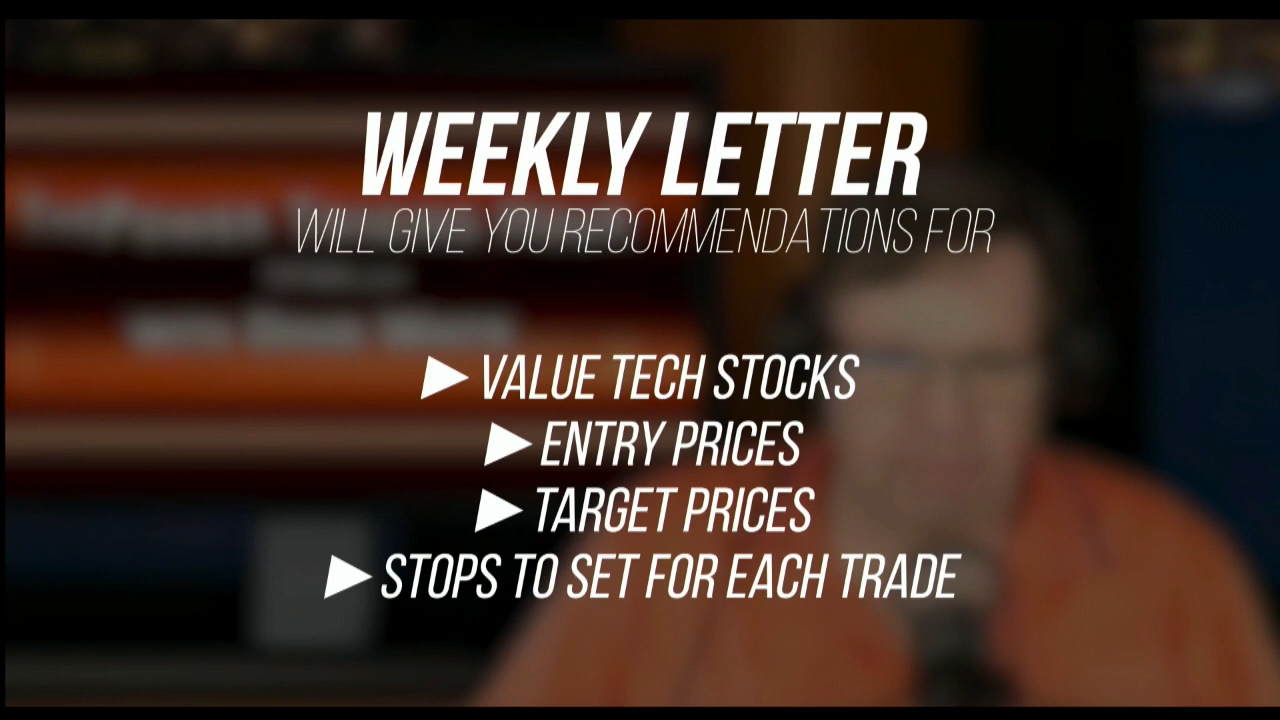 WEEKLY LETTER
WILL GIVE YOU RECOMMENDATIONS FOR
▶ VALUE TECH STOCKS
▶ ENTRY PRICES
▶ TARGET PRICES
▶ STOPS TO SET FOR EACH TRADE